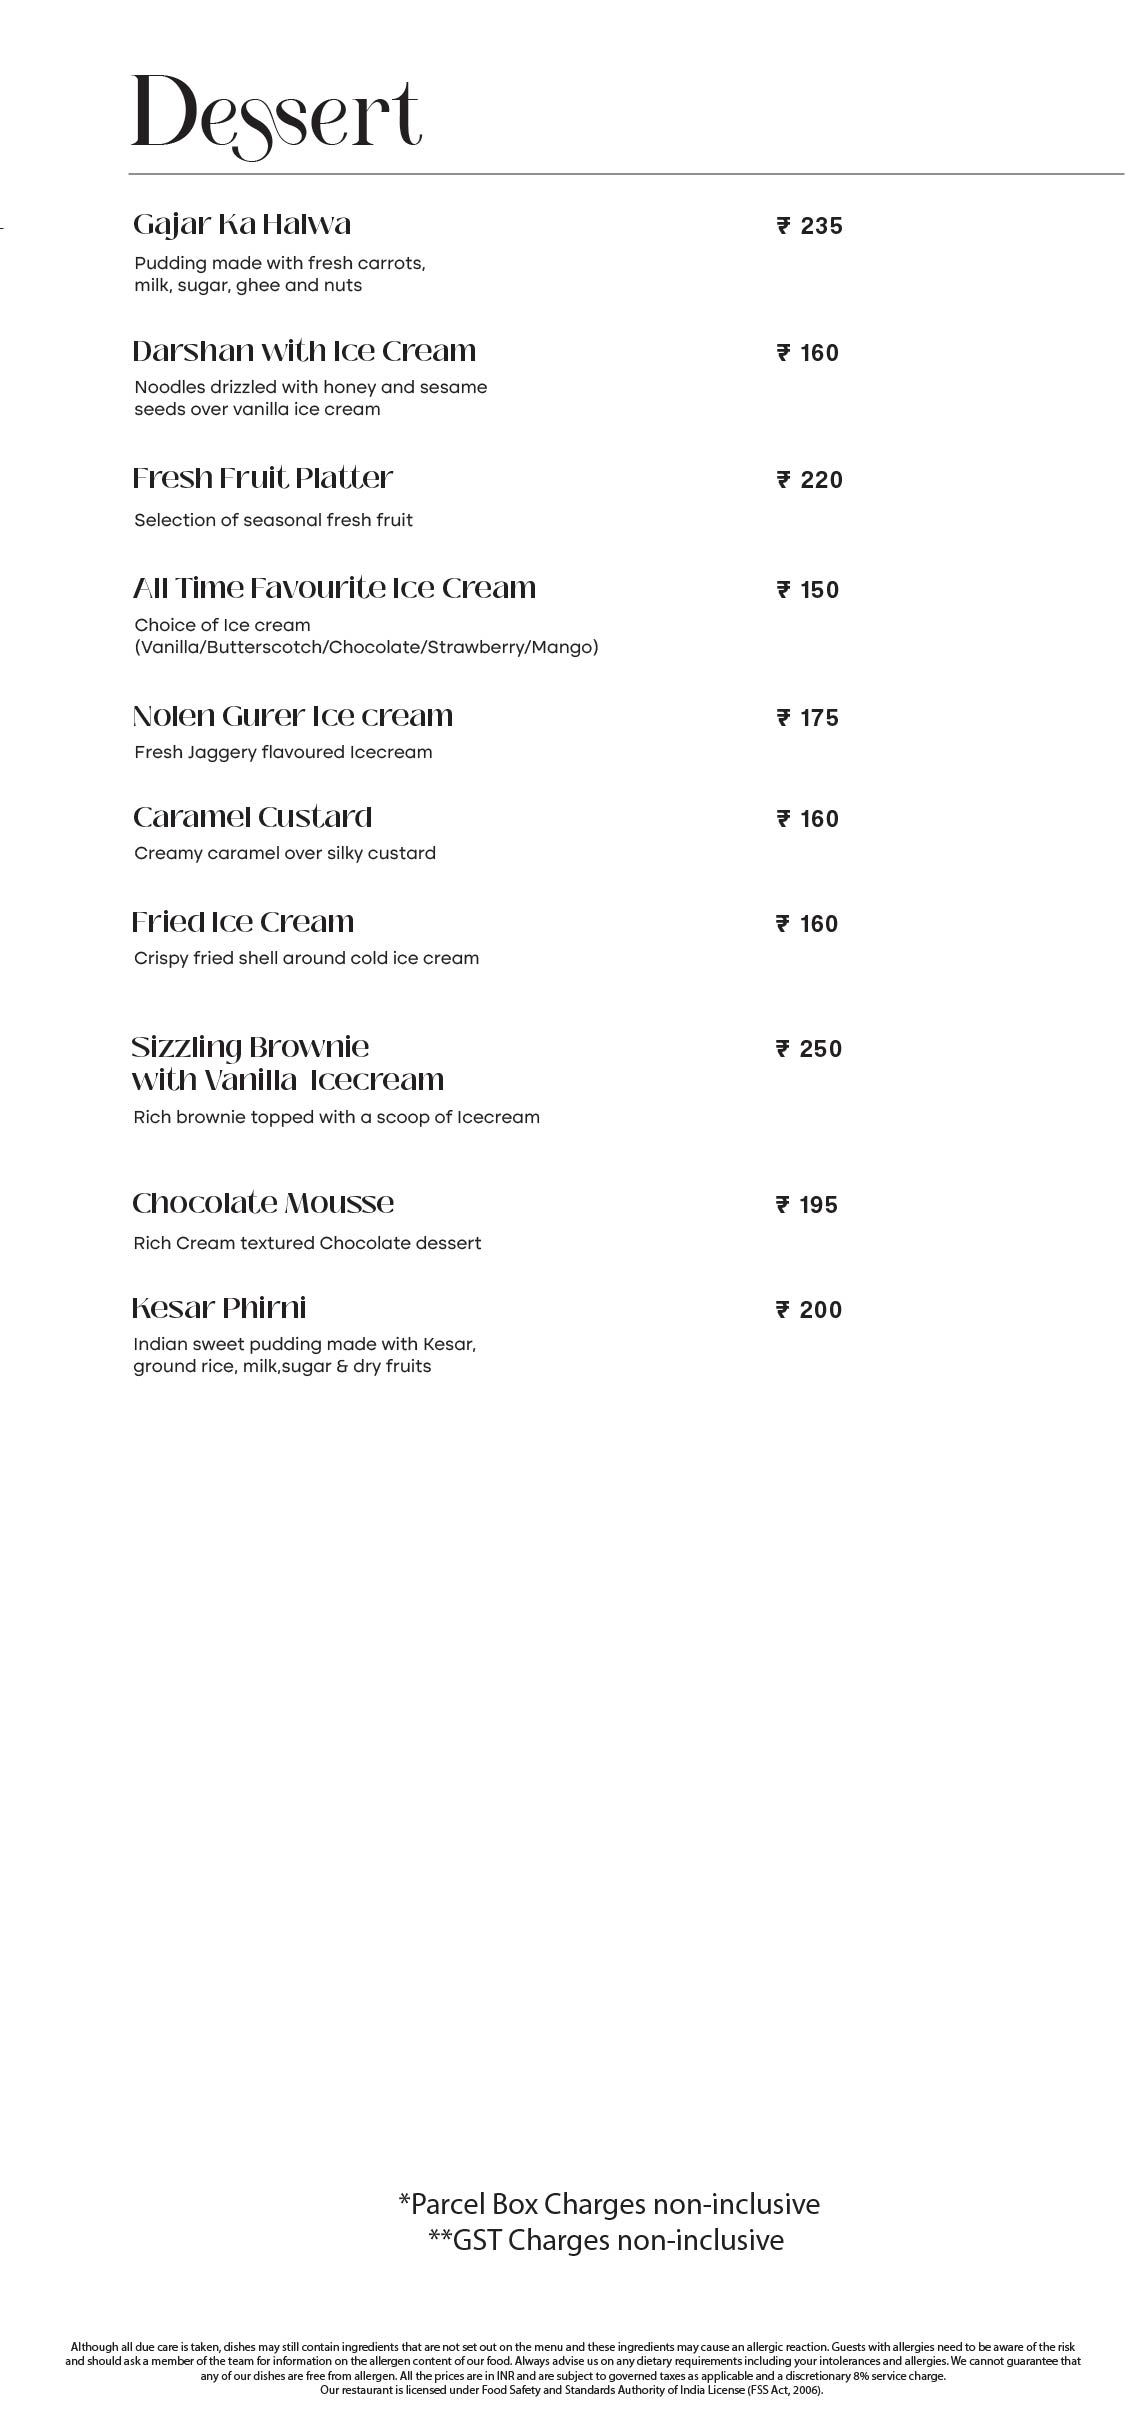 Dessert
Gajar Ka Halwa ₹ 235
Pudding made with fresh carrots,
milk, sugar, ghee and nuts
Darshan with Ice Cream ₹ 160
Noodles drizzled with honey and sesame
seeds over vanilla ice cream
Fresh Fruit Platter ₹ 220
Selection of seasonal fresh fruit
All Time Favourite Ice Cream ₹ 150
Choice of Ice cream
(Vanilla/Butterscotch/Chocolate/Strawberry/Mango)
Nolen Gurer Ice cream ₹ 175
Fresh Jaggery flavoured Icecream
Caramel Custard ₹ 160
Creamy caramel over silky custard
Fried Ice Cream ₹ 160
Crispy fried shell around cold ice cream
Sizzling Brownie ₹ 250
with Vanilla Icecream
Rich brownie topped with a scoop of Icecream
Chocolate Mousse ₹ 195
Rich Cream textured Chocolate dessert
Kesar Phirni ₹ 200
Indian sweet pudding made with Kesar,
ground rice, milk,sugar & dry fruits
*Parcel Box Charges non-inclusive
**GST Charges non-inclusive
Although all due care is taken, dishes may still contain ingredients that are not set out on the menu and these ingredients may cause an allergic reaction. Guests with allergies need to be aware of the risk
and should ask a member of the team for information on the allergen content of our food. Always advise us on any dietary requirements including your intolerances and allergies. We cannot guarantee that
any of our dishes are free from allergen. All the prices are in INR and are subject to governed taxes as applicable and a discretionary 8% service charge.
Our restaurant is licensed under Food Safety and Standards Authority of India License (FSS Act, 2006).